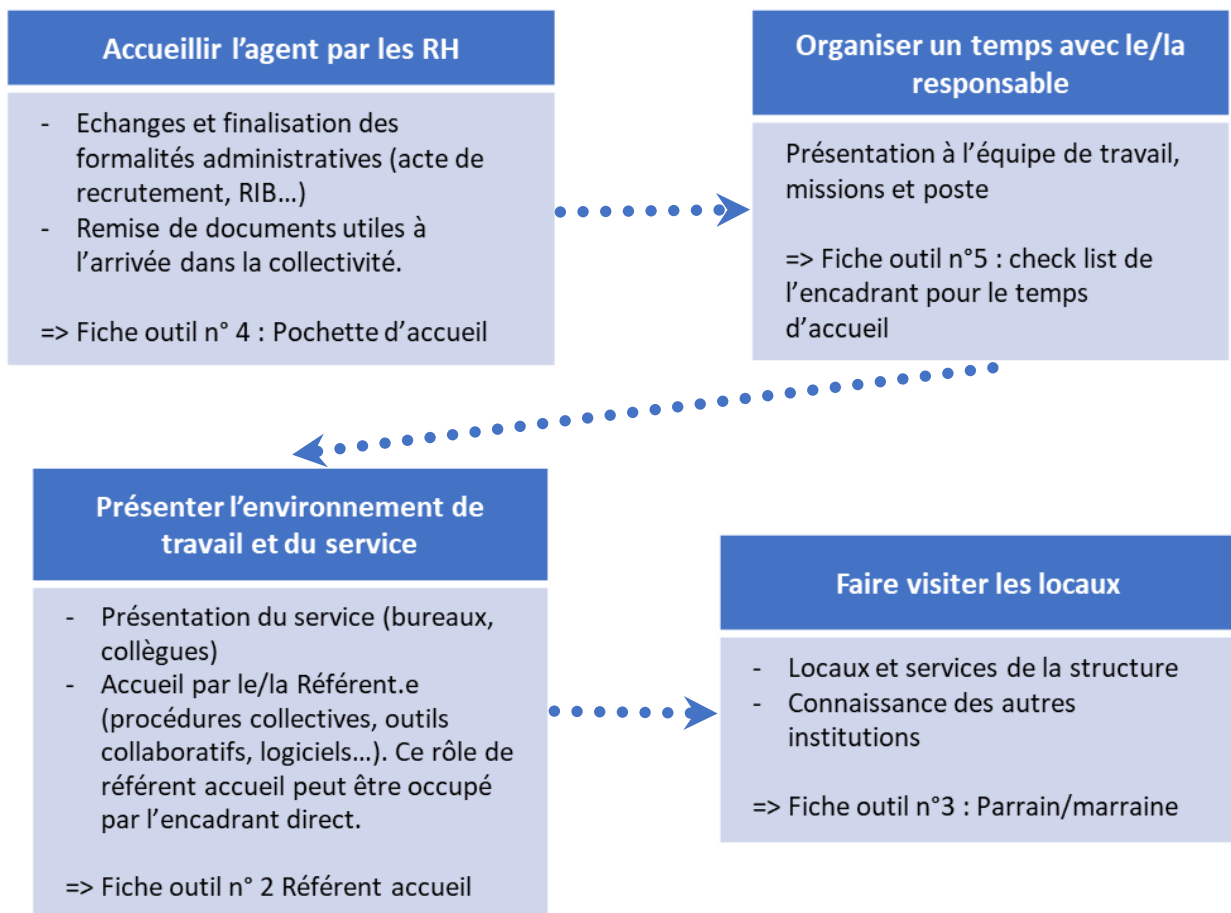 Accueillir l’agent par les RH
- Echanges et finalisation des
formalités administratives (acte de
recrutement, RIB…)
- Remise de documents utiles à
l’arrivée dans la collectivité.
=> Fiche outil n° 4 : Pochette d’accueil
Organiser un temps avec le/la
responsable
Présentation à l’équipe de travail,
missions et poste
=> Fiche outil n°5 : check list de
l’encadrant pour le temps
d’accueil
Présenter l’environnement de
travail et du service
- Présentation du service (bureaux,
collègues)
- Accueil par le/la Référent.e
(procédures collectives, outils
collaboratifs, logiciels…). Ce rôle de
référent accueil peut être occupé
par l’encadrant direct.
=> Fiche outil n° 2 Référent accueil
Faire visiter les locaux
- Locaux et services de la structure
- Connaissance des autres
institutions
=> Fiche outil n°3 : Parrain/marraine